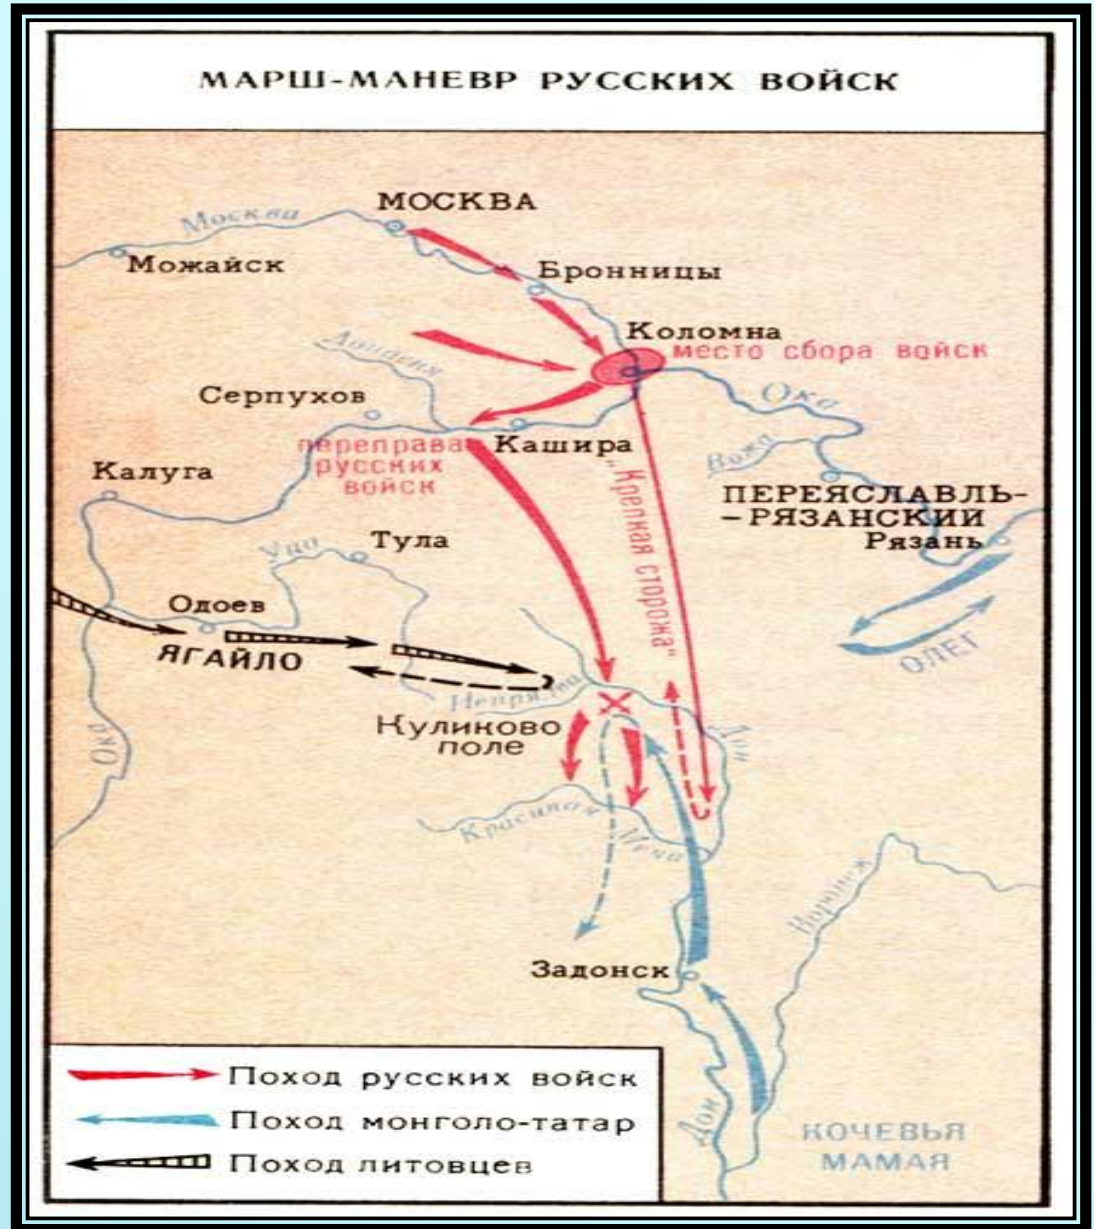 МАРШ-МАНЕВР РУССКИХ ВОЙСК
МОСКВА
Москва
Можайск
Бронницы
Коломна
место сбора войск
Лопасня
Ока
Серпухов
Кашира
переправа
русских
войск
Вожа
Калуга
„Крепкая сторожа"
ПЕРЕЯСЛАВЛЬ-
-РЯЗАНСКИЙ
Рязань
Упа
Тула
Одоев
ЯГАЙЛО
ОЛЕГ
Непрядва
Куликово
поле
Дон
Ока
Красивая Меча
Воронеж
Задонск
Дон
КОЧЕВЬЯ
МАМАЯ
Поход русских войск
Поход монголо-татар
Поход литовцев